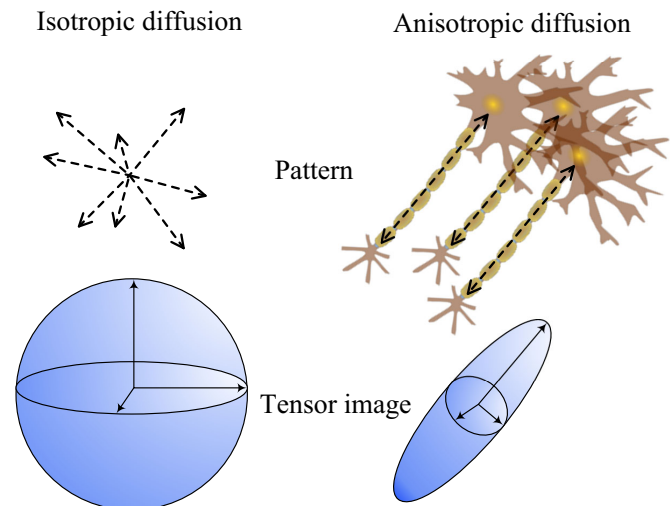 Isotropic diffusion
Anisotropic diffusion
Pattern
Tensor image